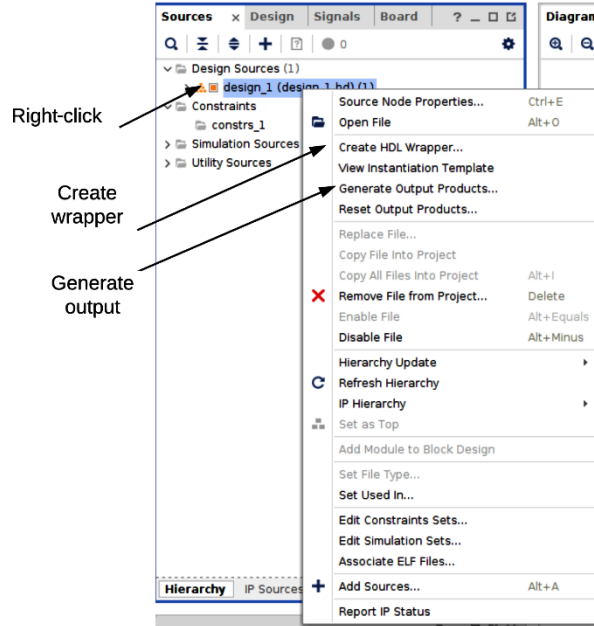 Sources × Design Signals Board ? _ Diagram
0
Design Sources (1)
design_1 (design_1.bd) (1)
Constraints
constrs_1
Simulation Sources
Utility Sources
Right-click
Create
wrapper
Generate
output
Source Node Properties... Ctrl+E
Open File Alt+O
Create HDL Wrapper...
View Instantiation Template
Generate Output Products...
Reset Output Products...
Replace File...
Copy File Into Project
Copy All Files Into Project Alt+I
Remove File from Project... Delete
Enable File Alt+Equals
Disable File Alt+Minus
Hierarchy Update
Refresh Hierarchy
IP Hierarchy
Set as Top
Add Module to Block Design
Set File Type...
Set Used In...
Edit Constraints Sets...
Edit Simulation Sets...
Associate ELF Files...
Add Sources... Alt+A
Report IP Status
Hierarchy IP Sources